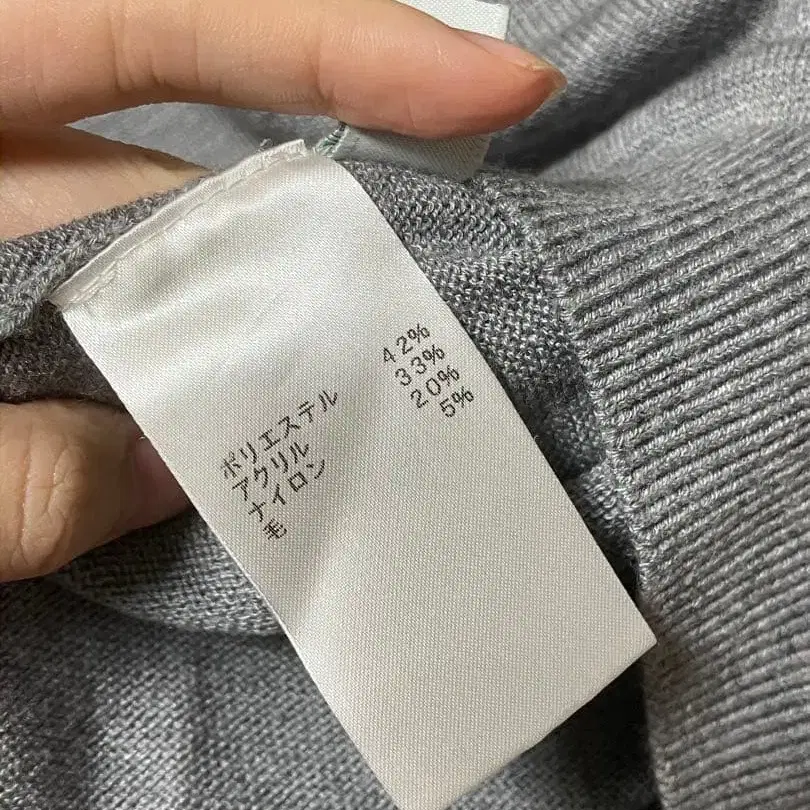 ポリエステル 42%
アクリル 33%
ナイロン 20%
毛 5%